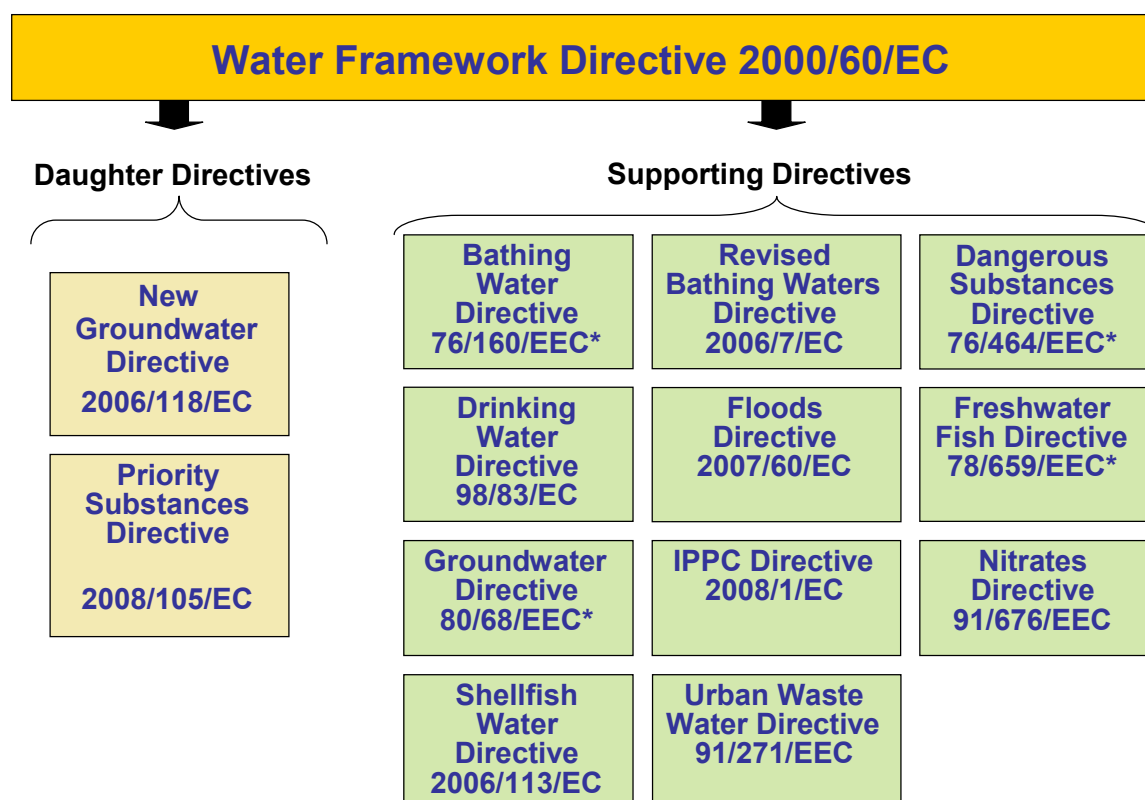 Water Framework Directive 2000/60/EC
Daughter Directives
New
Groundwater
Directive
2006/118/EC
Priority
Substances
Directive
2008/105/EC
Supporting Directives
Bathing
Water
Directive
76/160/EEC*
Revised
Bathing Waters
Directive
2006/7/EC
Dangerous
Substances
Directive
76/464/EEC*
Drinking
Water
Directive
98/83/EC
Floods
Directive
2007/60/EC
Freshwater
Fish Directive
78/659/EEC*
Groundwater
Directive
80/68/EEC*
IPPC Directive
2008/1/EC
Nitrates
Directive
91/676/EEC
Shellfish
Water
Directive
2006/113/EC
Urban Waste
Water Directive
91/271/EEC